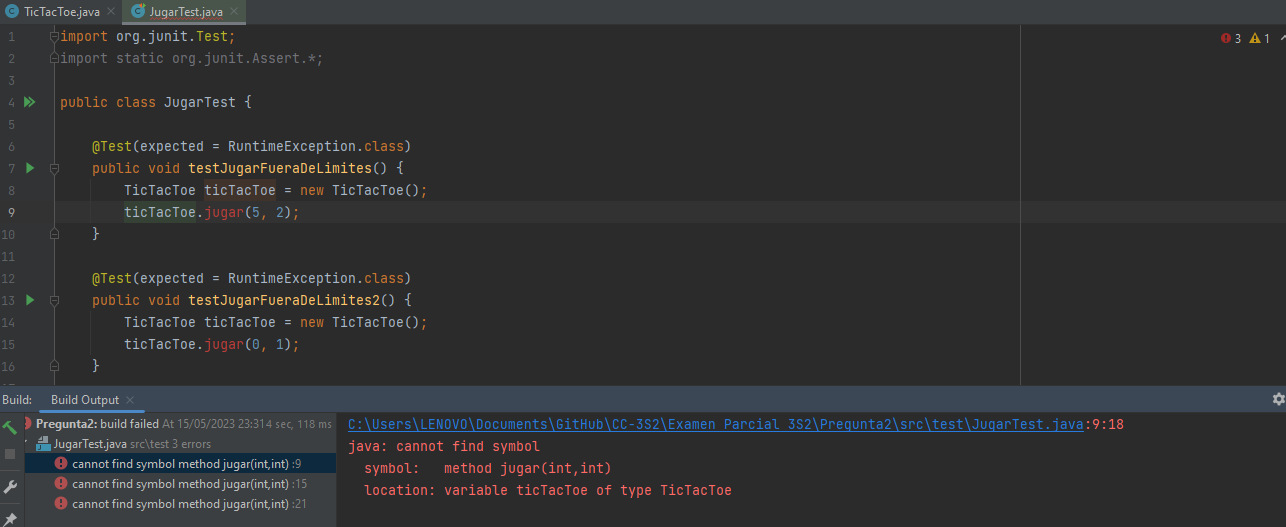 TicTacToe.java × JugarTest.java ×
1 import org.junit.Test;
3 1
2 import static org.junit.Assert.*;
3
4 public class JugarTest {
5
6 @Test(expected = RuntimeException.class)
7 public void testJugarFueraDeLimites() {
8 TicTacToe ticTacToe = new TicTacToe();
9 ticTacToe.jugar(5, 2);
10 }
11
12 @Test(expected = RuntimeException.class)
13 public void testJugarFueraDeLimites2() {
14 TicTacToe ticTacToe = new TicTacToe();
15 ticTacToe.jugar(0, 1);
16 }
Build: Build Output ×
Pregunta2: build failed At 15/05/2023 23:31 4 sec, 118 ms
JugarTest.java src\test 3 errors
cannot find symbol method jugar(int,int) :9
cannot find symbol method jugar(int,int) :15
cannot find symbol method jugar(int,int) :21
C:\Users\LENOVO\Documents\GitHub\CC-3S2\Examen Parcial 3S2\Pregunta2\src\test\JugarTest.java:9:18
java: cannot find symbol
symbol: method jugar(int,int)
location: variable ticTacToe of type TicTacToe